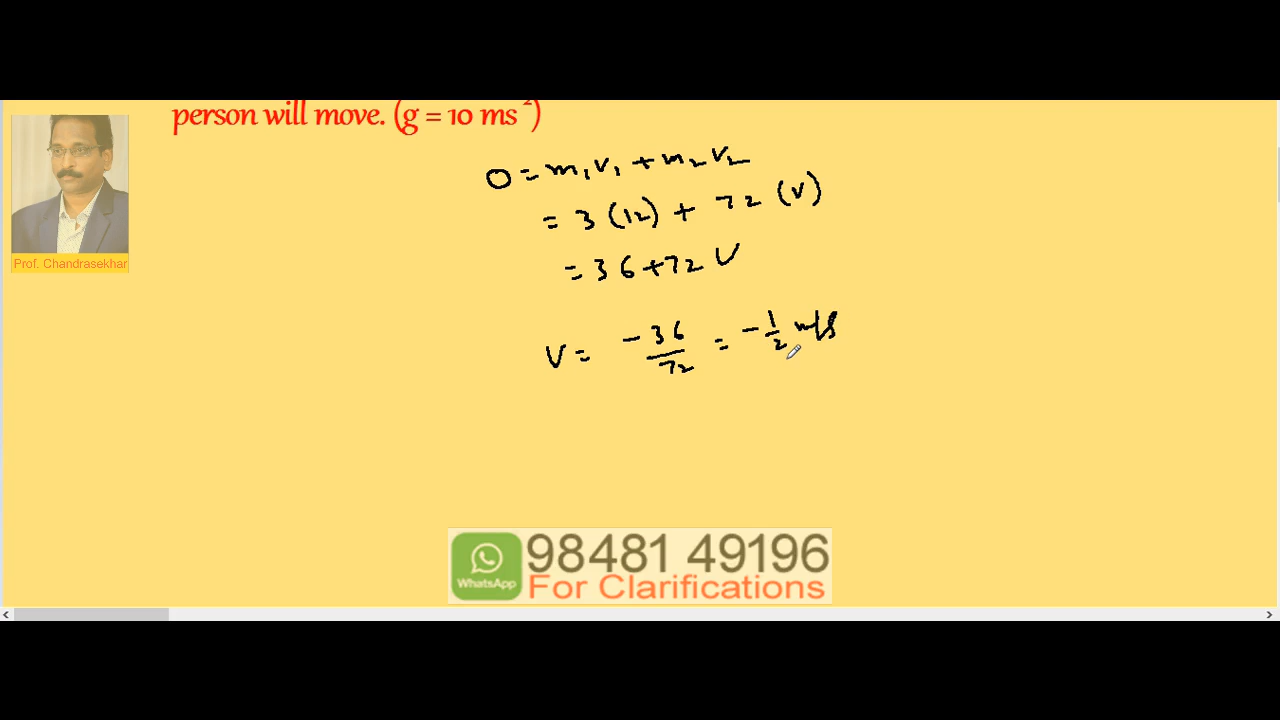 person will move. (g = 10 ms ²)
Prof. Chandrasekhar
0 = m₁v₁ + m₂v₂
= 3 (12) + 72 (v)
= 36 + 72 V
V = -36/72 = -1/2 m/s
WhatsApp
98481 49196
For Clarifications